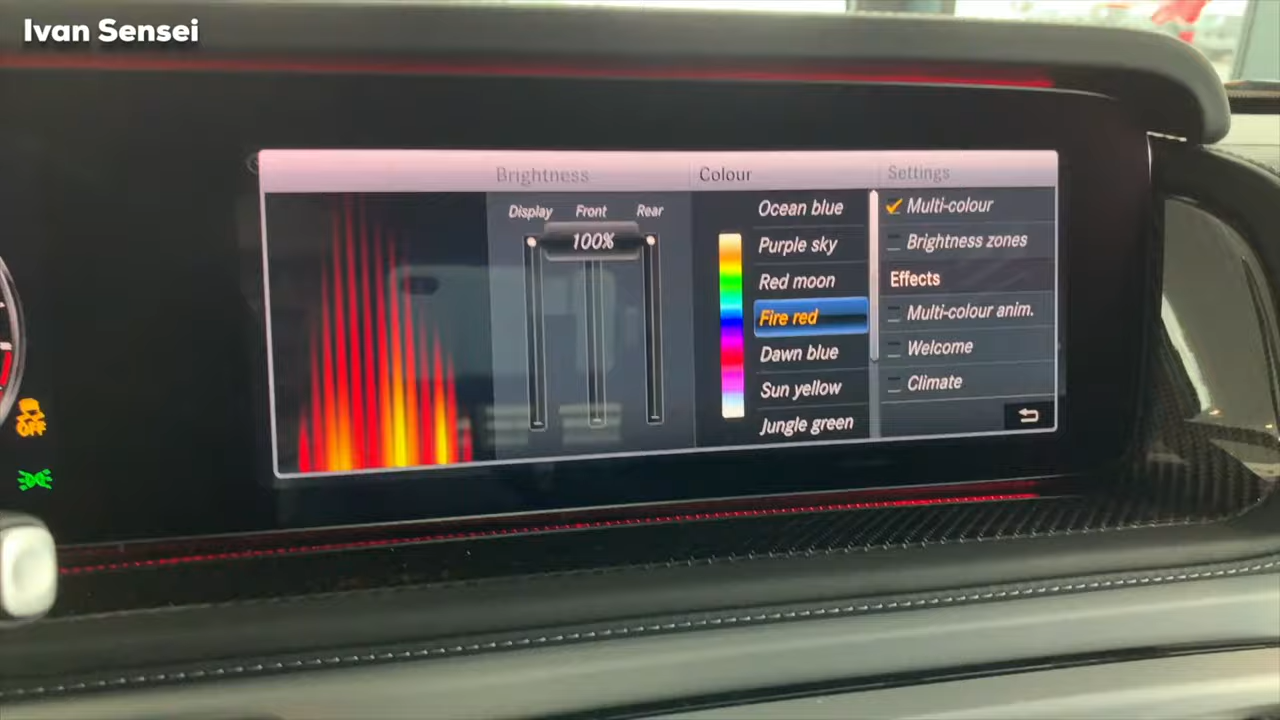 Ivan Sensei
Brightness
Colour
Settings
Display Front Rear
100%
Ocean blue
Purple sky
Red moon
Fire red
Dawn blue
Sun yellow
Jungle green
Multi-colour
Brightness zones
Effects
Multi-colour anim.
Welcome
Climate
OFF